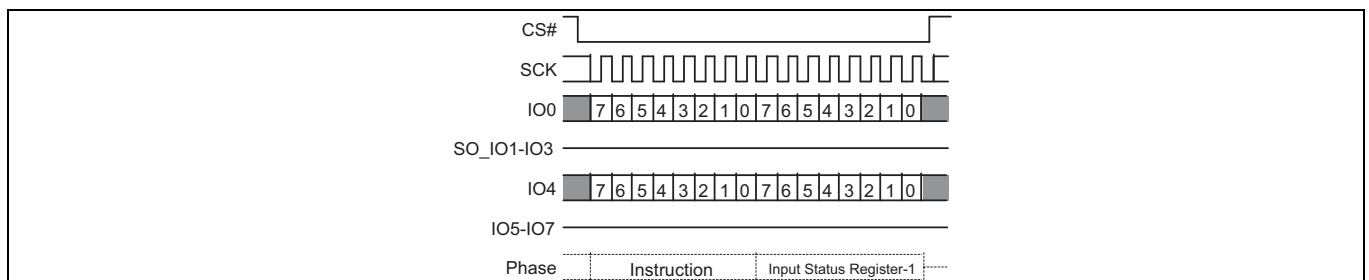 CS#
SCK
IO0 7 6 5 4 3 2 1 0 7 6 5 4 3 2 1 0
SO_IO1-IO3
IO4 7 6 5 4 3 2 1 0 7 6 5 4 3 2 1 0
IO5-IO7
Phase Instruction Input Status Register-1